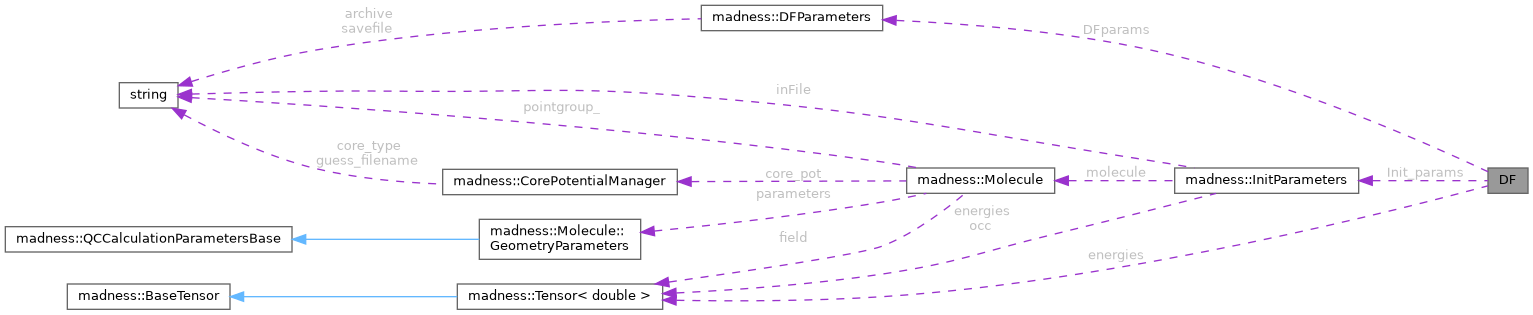 archive
savefile
madness::DFParameters
DFparams
string
inFile
pointgroup_
core_type
guess_filename
madness::CorePotentialManager
core_pot
madness::Molecule
molecule
madness::InitParameters
Init_params
DF
parameters
madness::QCCalculationParametersBase
madness::Molecule::
GeometryParameters
field
energies
occ
energies
madness::BaseTensor
madness::Tensor< double >